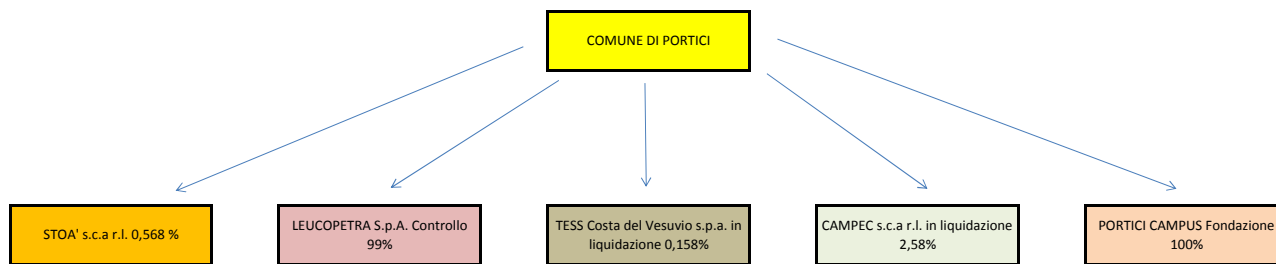 COMUNE DI PORTICI
STOA' s.c.a r.l. 0,568 %
LEUCOPETRA S.p.A. Controllo
99%
TESS Costa del Vesuvio s.p.a. in
liquidazione 0,158%
CAMPEC s.c.a r.l. in liquidazione
2,58%
PORTICI CAMPUS Fondazione
100%